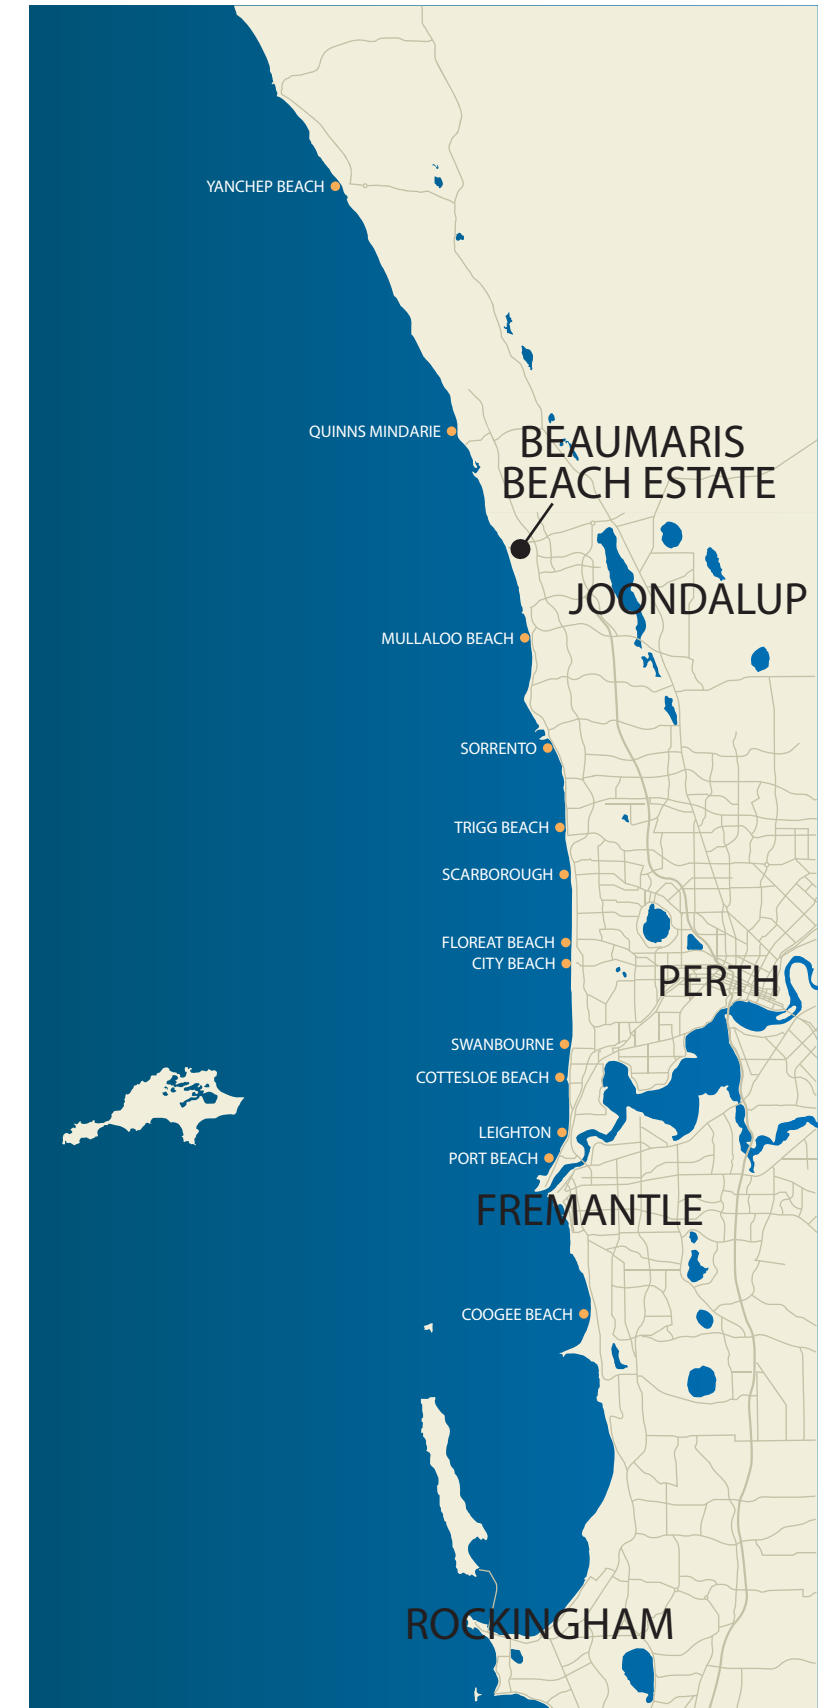 YANCHEP BEACH
QUINNS MINDARIE
BEAUMARIS
BEACH ESTATE
JOONDALUP
MULLALOO BEACH
SORRENTO
TRIGG BEACH
SCARBOROUGH
FLOREAT BEACH
CITY BEACH
PERTH
SWANBOURNE
COTTESLOE BEACH
LEIGHTON
PORT BEACH
FREMANTLE
COOGEE BEACH
ROCKINGHAM